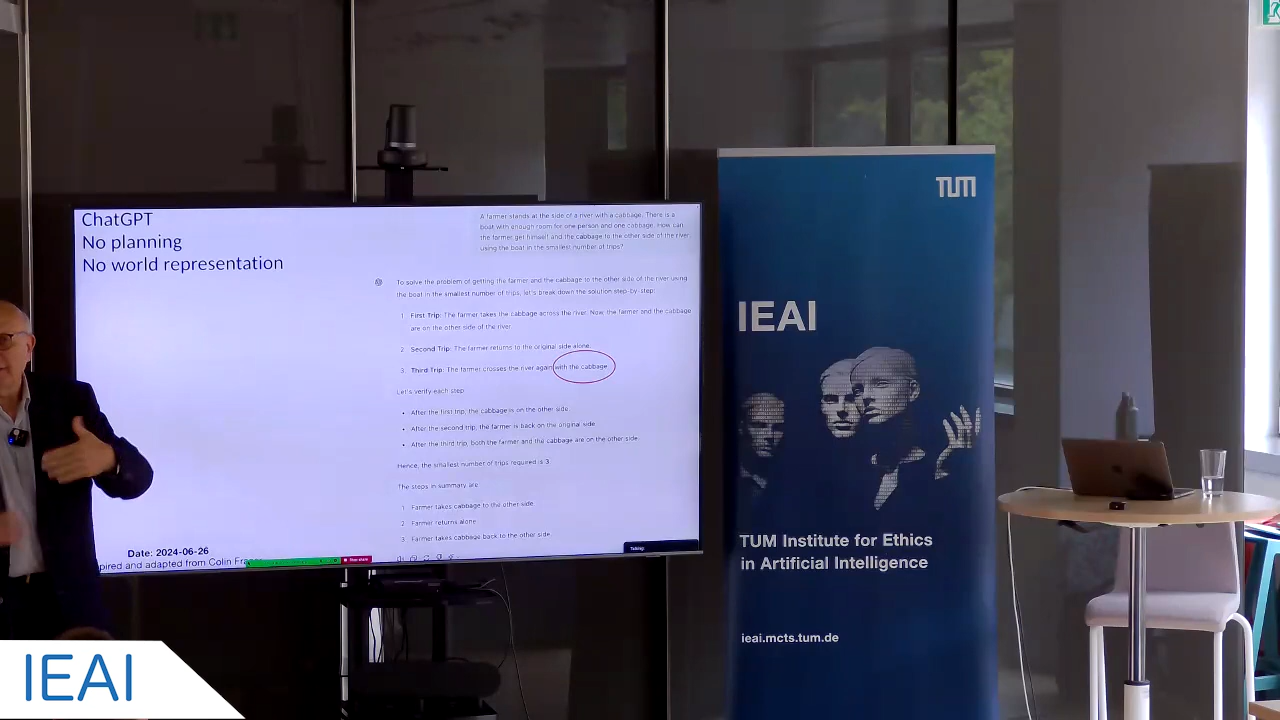 ChatGPT
No planning
No world representation
A farmer stands at the side of a river with a cabbage. There is a
boat with enough room for one person and one cabbage. How can
the farmer get himself and the cabbage to the other side of the river,
using the boat in the smallest number of trips?
To solve the problem of getting the farmer and the cabbage to the other side of the river using
the boat in the smallest number of trips, let's break down the solution step-by-step:
1. First Trip: The farmer takes the cabbage across the river. Now, the farmer and the cabbage
are on the other side of the river.
2. Second Trip: The farmer returns to the original side alone.
3. Third Trip: The farmer crosses the river again with the cabbage.
Let's verify each step:
• After the first trip, the cabbage is on the other side.
• After the second trip, the farmer is back on the original side.
• After the third trip, both the farmer and the cabbage are on the other side.
Hence, the smallest number of trips required is 3.
The steps in summary are:
1. Farmer takes cabbage to the other side.
2. Farmer returns alone.
3. Farmer takes cabbage back to the other side.
Date: 2024-06-26
pired and adapted from Colin Fra
Talking:
TUM
IEAI
TUM Institute for Ethics
in Artificial Intelligence
ieai.mcts.tum.de
IEAI